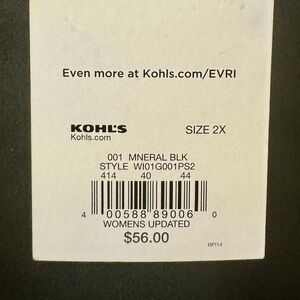 Even more at Kohls.com/EVRI
KOHL'S SIZE 2X
Kohls.com
001 MNERAL BLK
STYLE WI01G001PS2
414 40 44
4 00588 89006 0
WOMENS UPDATED
$56.00
RPI14